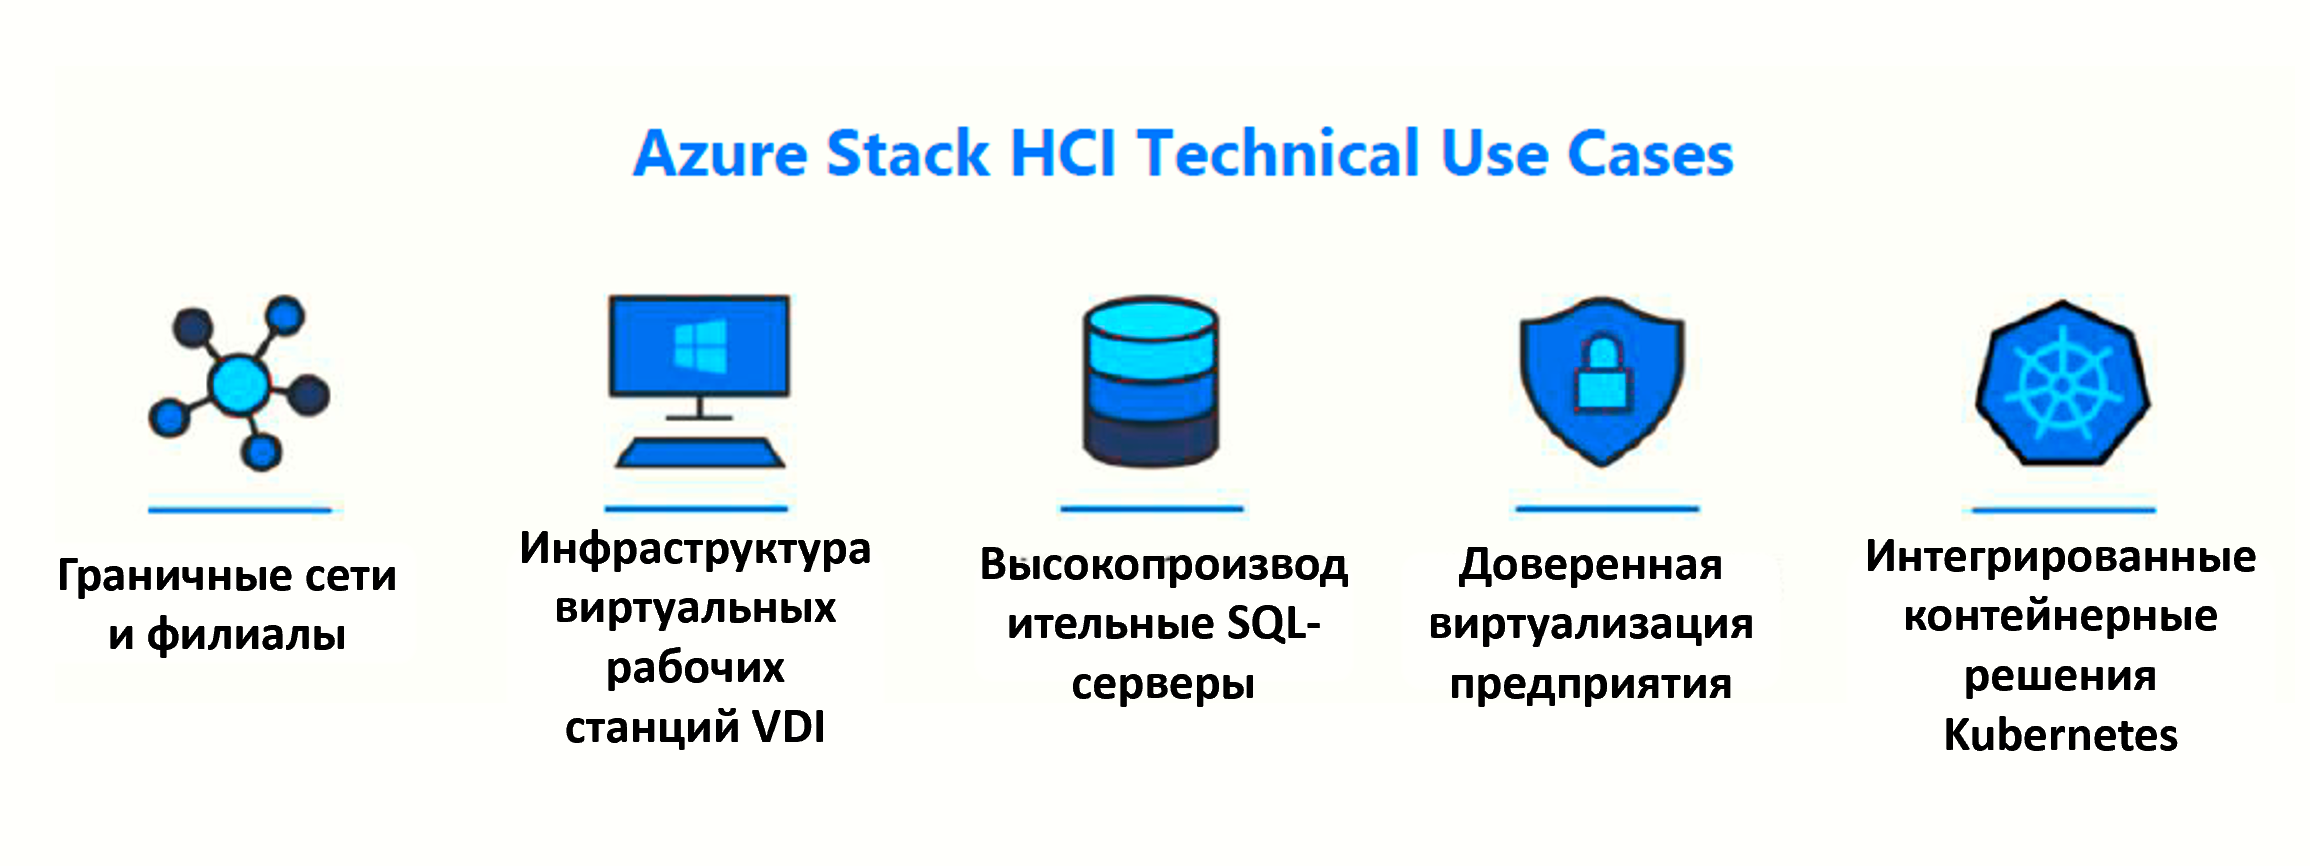 Azure Stack HCI Technical Use Cases
Граничные сети
и филиалы
Инфраструктура
виртуальных
рабочих
станций VDI
Высокопроизвод
ительные SQL-
серверы
Доверенная
виртуализация
предприятия
Интегрированные
контейнерные
решения
Kubernetes